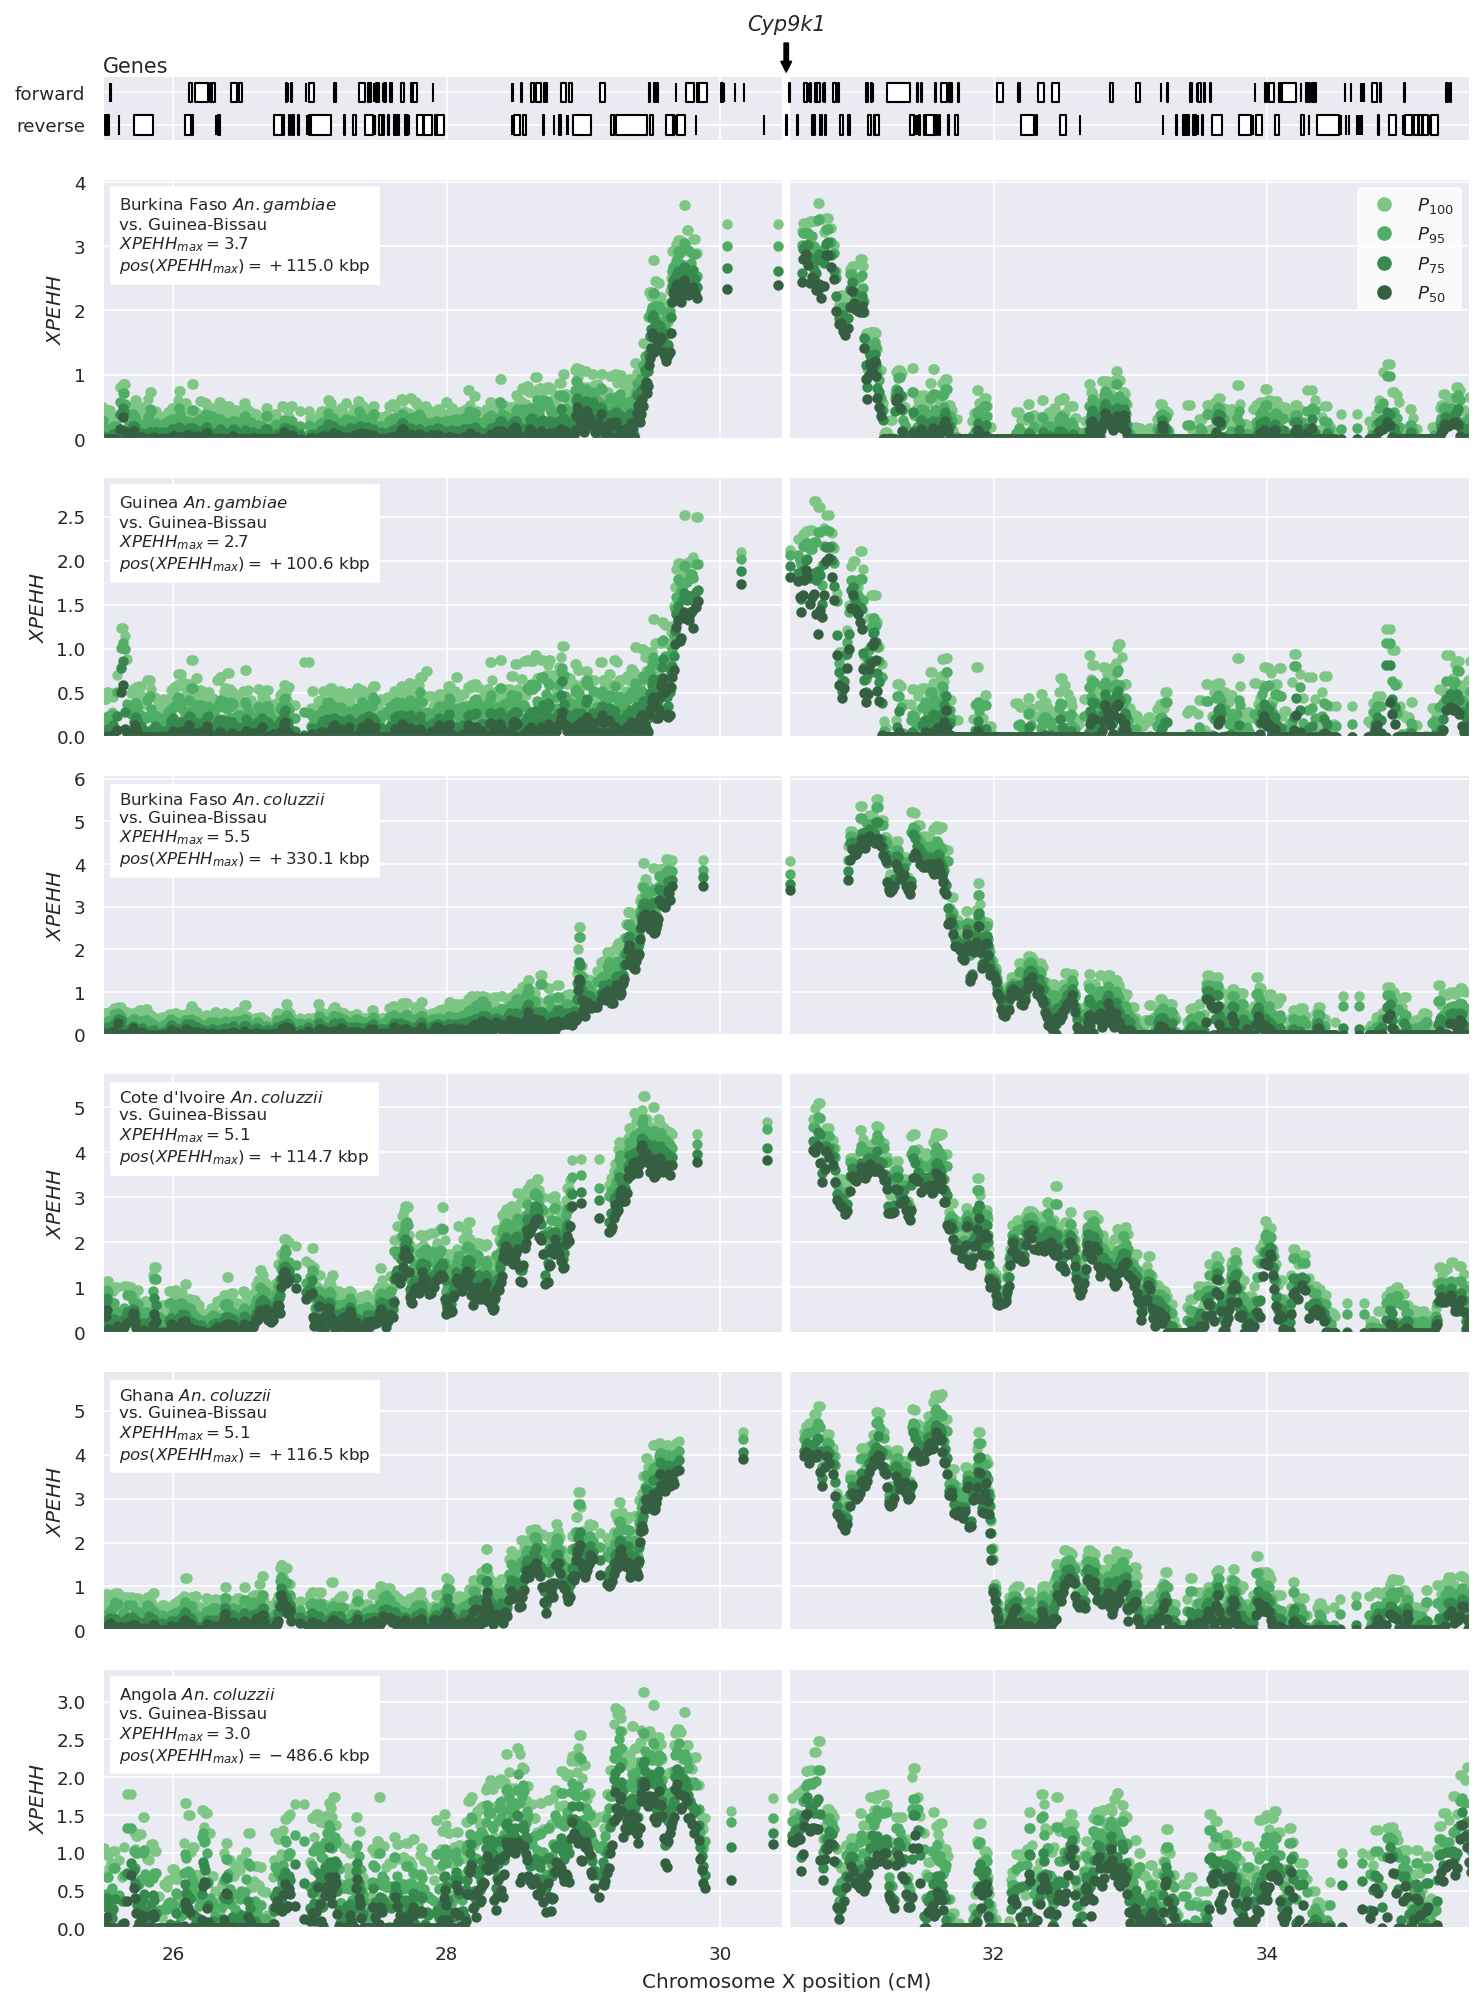 Cyp9k1
Genes
forward
reverse
4
3
2
1
0
XPEHH
Burkina Faso An. gambiae
vs. Guinea-Bissau
XPEHHmax = 3.7
pos(XPEHHmax) = +115.0 kbp
P100
P95
P75
P50
2.5
2.0
1.5
1.0
0.5
0.0
XPEHH
Guinea An. gambiae
vs. Guinea-Bissau
XPEHHmax = 2.7
pos(XPEHHmax) = +100.6 kbp
6
5
4
3
2
1
0
XPEHH
Burkina Faso An. coluzzii
vs. Guinea-Bissau
XPEHHmax = 5.5
pos(XPEHHmax) = +330.1 kbp
5
4
3
2
1
0
XPEHH
Cote d'Ivoire An. coluzzii
vs. Guinea-Bissau
XPEHHmax = 5.1
pos(XPEHHmax) = +114.7 kbp
5
4
3
2
1
0
XPEHH
Ghana An. coluzzii
vs. Guinea-Bissau
XPEHHmax = 5.1
pos(XPEHHmax) = +116.5 kbp
3.0
2.5
2.0
1.5
1.0
0.5
0.0
XPEHH
Angola An. coluzzii
vs. Guinea-Bissau
XPEHHmax = 3.0
pos(XPEHHmax) = −486.6 kbp
26 28 30 32 34
Chromosome X position (cM)